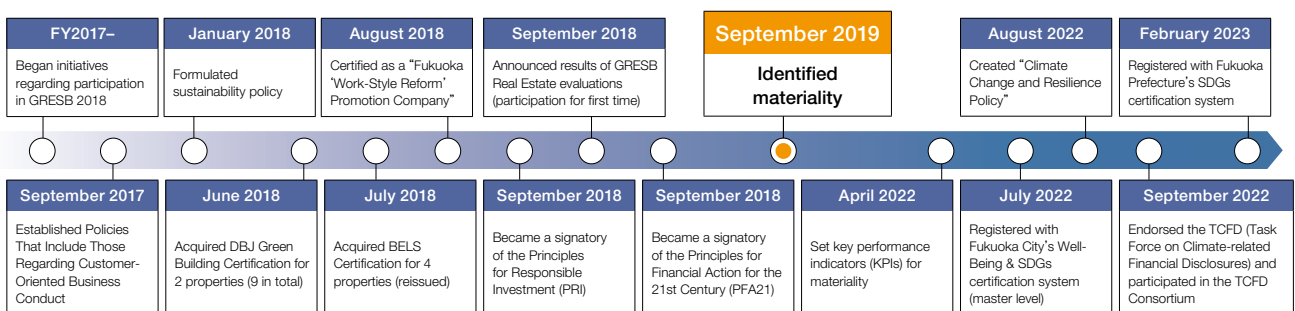 FY2017–
Began initiatives
regarding participation
in GRESB 2018
January 2018
Formulated
sustainability policy
August 2018
Certified as a “Fukuoka
‘Work-Style Reform’
Promotion Company”
September 2018
Announced results of GRESB
Real Estate evaluations
(participation for first time)
September 2019
Identified
materiality
August 2022
Created “Climate
Change and Resilience
Policy”
February 2023
Registered with Fukuoka
Prefecture’s SDGs
certification system
September 2017
Established Policies
That Include Those
Regarding Customer-
Oriented Business
Conduct
June 2018
Acquired DBJ Green
Building Certification for
2 properties (9 in total)
July 2018
Acquired BELS
Certification for 4
properties (reissued)
September 2018
Became a signatory
of the Principles
for Responsible
Investment (PRI)
September 2018
Became a signatory
of the Principles for
Financial Action for the
21st Century (PFA21)
April 2022
Set key performance
indicators (KPIs) for
materiality
July 2022
Registered with
Fukuoka City’s Well-
Being & SDGs
certification system
(master level)
September 2022
Endorsed the TCFD (Task
Force on Climate-related
Financial Disclosures) and
participated in the TCFD
Consortium